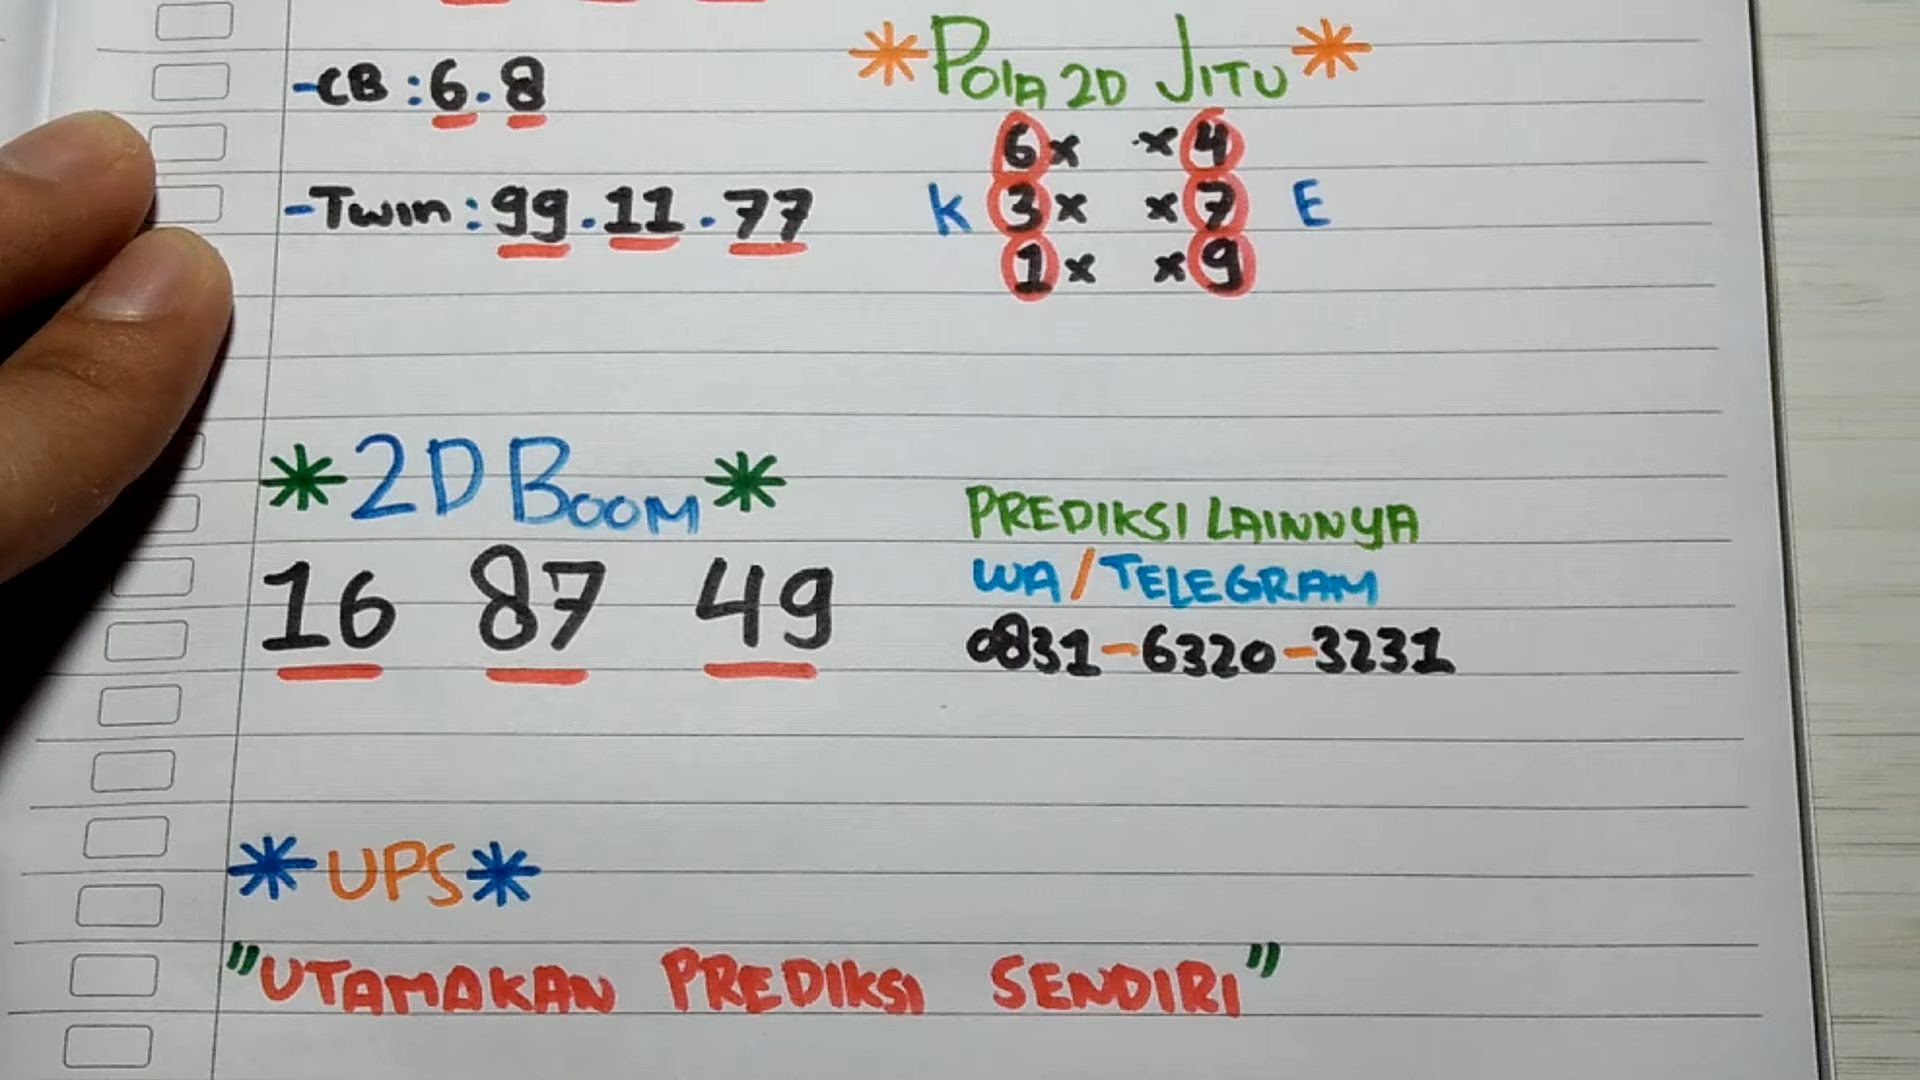 -CB : 6 . 8
-Twin : 99 . 11 . 77
*Pola 2D JITU*
6x x4
K 3x x7 E
1x x9
*2D BOOM*
16 87 49
PREDIKSI LAINNYA
WA/TELEGRAM
0831-6320-3231
*UPS*
"UTAMAKAN PREDIKSI SENDIRI"